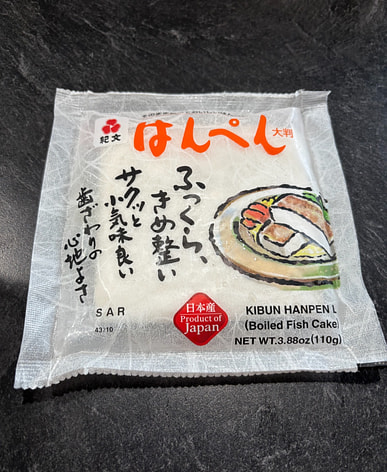 紀文
はんぺん
大判
ふっくら、
きめ整い
サクッと
小気味良い
歯ざわりの
心地よさ
SAR
43/10
日本産
Product of
Japan
KIBUN HANPEN L
(Boiled Fish Cake
NET WT.3.88oz(110g)